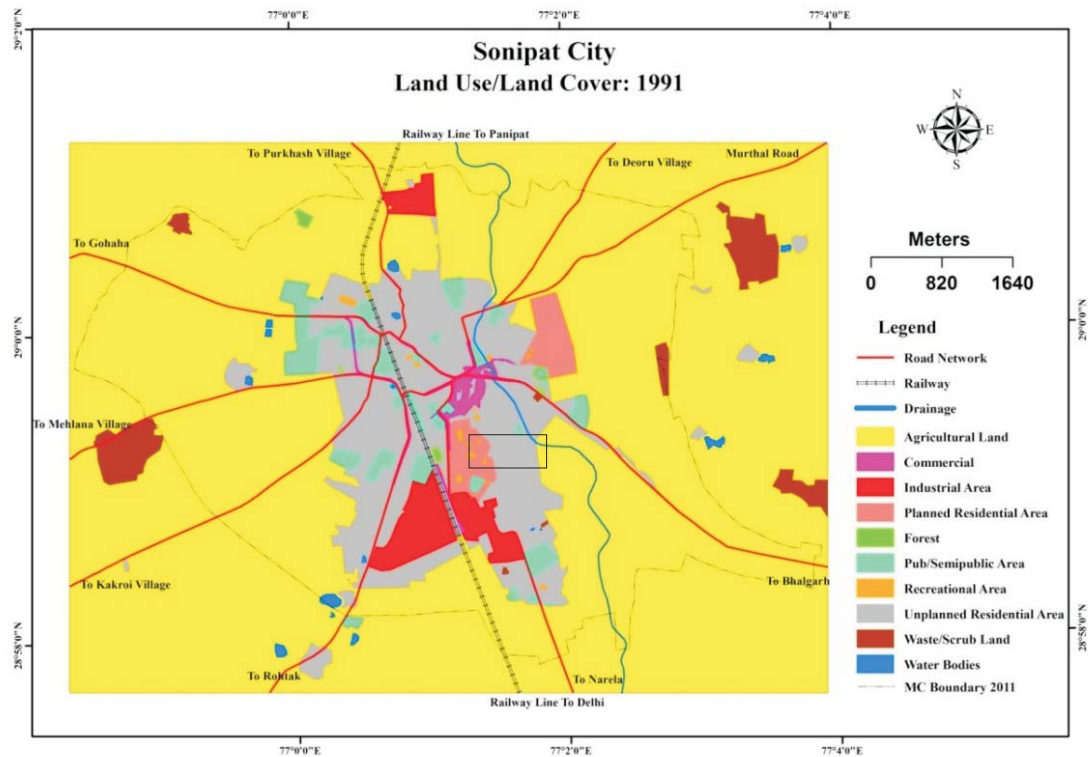 77°0'0"E 77°2'0"E 77°4'0"E
29°2'0"N
Sonipat City
Land Use/Land Cover: 1991
N
W E
S
Railway Line To Panipat
To Purkhash Village
To Deoru Village
Murthal Road
To Gohaha
Meters
0 820 1640
29°0'0"N
29°0'0"N
Legend
Road Network
Railway
Drainage
Agricultural Land
Commercial
Industrial Area
Planned Residential Area
Forest
Pub/Semipublic Area
Recreational Area
Unplanned Residential Area
Waste/Scrub Land
Water Bodies
MC Boundary 2011
To Mehlana Village
To Kakroi Village
To Bhalgarh
28°58'0"N
28°58'0"N
To Rohtak
To Narela
Railway Line To Delhi
77°0'0"E 77°2'0"E 77°4'0"E